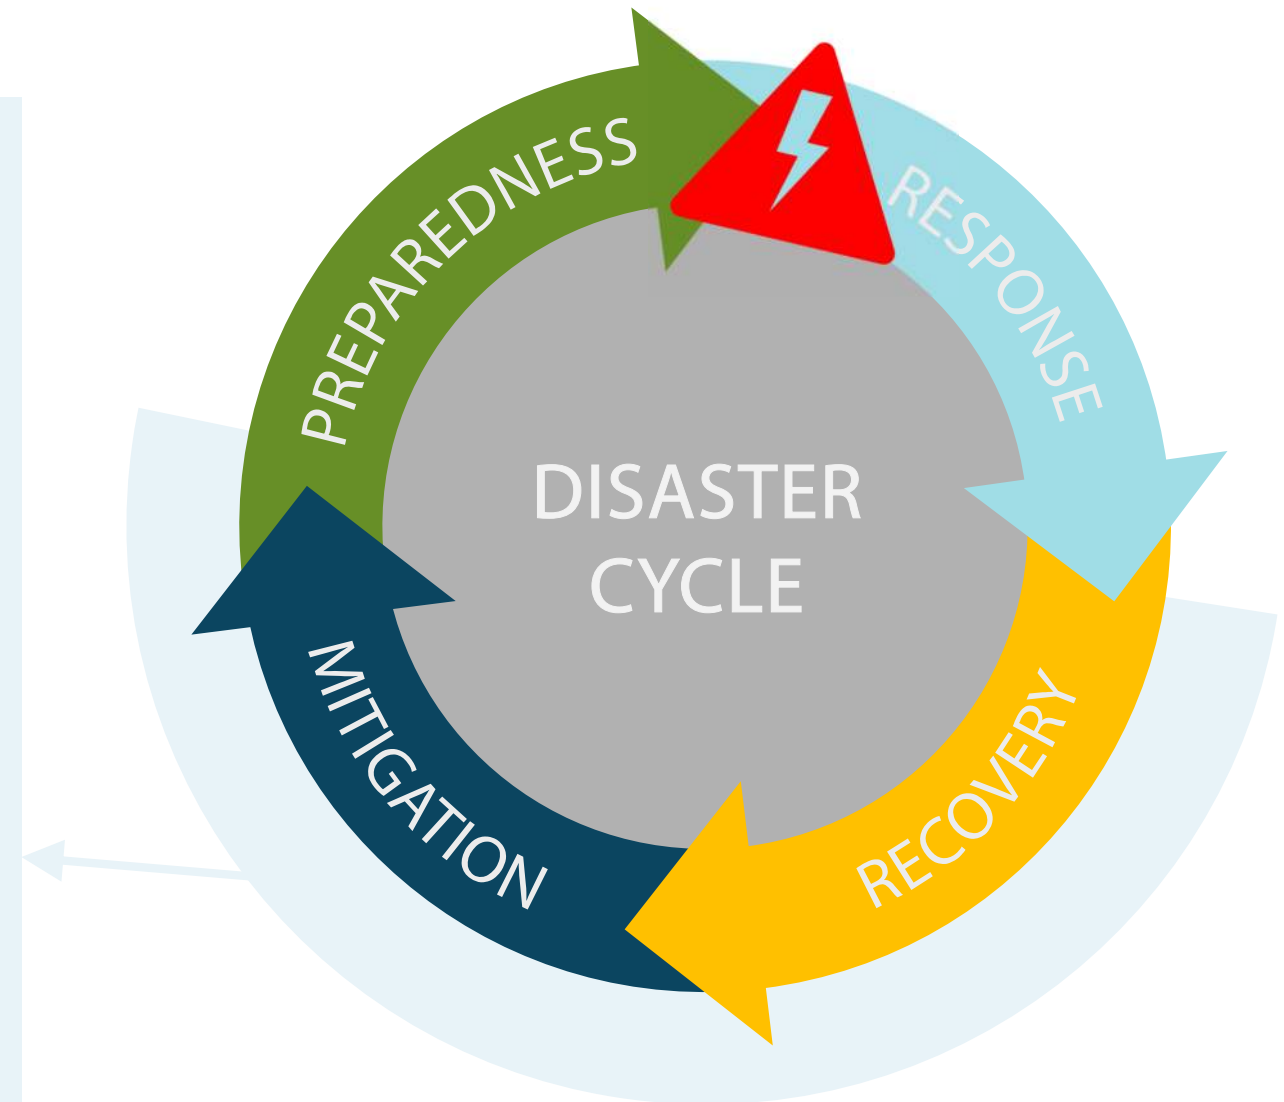 PREPAREDNESS
RESPONSE
DISASTER
CYCLE
MITIGATION
RECOVERY